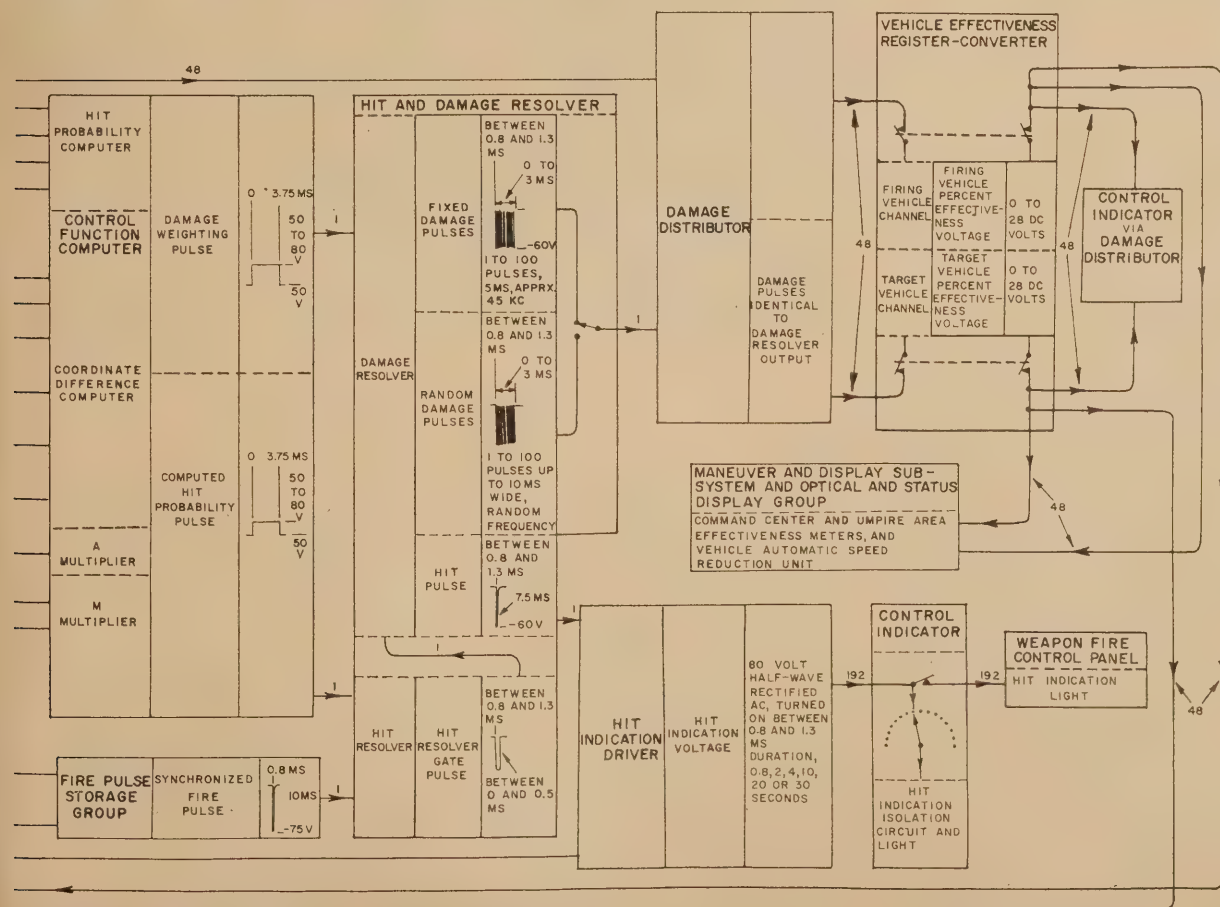 48
HIT
PROBABILITY
COMPUTER
CONTROL
FUNCTION
COMPUTER
COORDINATE
DIFFERENCE
COMPUTER
A
MULTIPLIER
M
MULTIPLIER
DAMAGE
WEIGHTING
PULSE
0 3.75 MS
50
TO
80
V
50
V
COMPUTED
HIT
PROBABILITY
PULSE
0 3.75 MS
50
TO
80
V
50
V
1
1
FIRE PULSE
STORAGE
GROUP
SYNCHRONIZED
FIRE
PULSE
0.8MS
10MS
-75V
1
HIT AND DAMAGE RESOLVER
DAMAGE
RESOLVER
FIXED
DAMAGE
PULSES
BETWEEN
0.8 AND 1.3
MS
0 TO
3MS
-60V
1 TO 100
PULSES,
5MS, APPRX.
45 KC
RANDOM
DAMAGE
PULSES
BETWEEN
0.8 AND 1.3
MS
0 TO
3MS
1 TO 100
PULSES UP
TO 10MS
WIDE,
RANDOM
FREQUENCY
HIT
PULSE
BETWEEN
0.8 AND
1.3 MS
7.5MS
-60V
1
HIT
RESOLVER
HIT
RESOLVER
GATE
PULSE
BETWEEN
0.8 AND 1.3
MS
BETWEEN
0 AND 0.5
MS
1
1
DAMAGE
DISTRIBUTOR
DAMAGE
PULSES
IDENTICAL
TO
DAMAGE
RESOLVER
OUTPUT
48
VEHICLE EFFECTIVENESS
REGISTER-CONVERTER
FIRING
VEHICLE
CHANNEL
FIRING
VEHICLE
PERCENT
EFFECTIVE-
NESS
VOLTAGE
0 TO
28 DC
VOLTS
TARGET
VEHICLE
CHANNEL
TARGET
VEHICLE
PERCENT
EFFECTIVE-
NESS
VOLTAGE
0 TO
28 DC
VOLTS
48
CONTROL
INDICATOR
VIA
DAMAGE
DISTRIBUTOR
MANEUVER AND DISPLAY SUB-
SYSTEM AND OPTICAL AND STATUS
DISPLAY GROUP
COMMAND CENTER AND UMPIRE AREA
EFFECTIVENESS METERS, AND
VEHICLE AUTOMATIC SPEED
REDUCTION UNIT
48
HIT
INDICATION
DRIVER
HIT
INDICATION
VOLTAGE
80 VOLT
HALF-WAVE
RECTIFIED
AC, TURNED
ON BETWEEN
0.8 AND 1.3
MS
DURATION,
0.8,2,4,10,
20 OR 30
SECONDS
192
CONTROL
INDICATOR
HIT
INDICATION
ISOLATION
CIRCUIT AND
LIGHT
192
WEAPON FIRE
CONTROL PANEL
HIT INDICATION
LIGHT
48